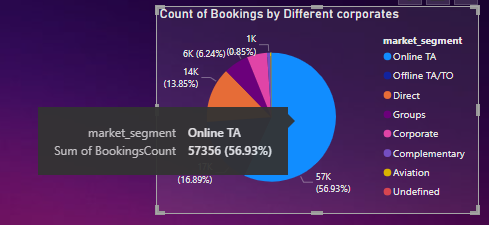 Count of Bookings by Different corporates
1K
(0.85%)
6K (6.24%)
14K
(13.85%)
(16.89%)
57K
(56.93%)
market_segment
Online TA
Offline TA/TO
Direct
Groups
Corporate
Complementary
Aviation
Undefined
market_segment Online TA
Sum of BookingsCount 57356 (56.93%)